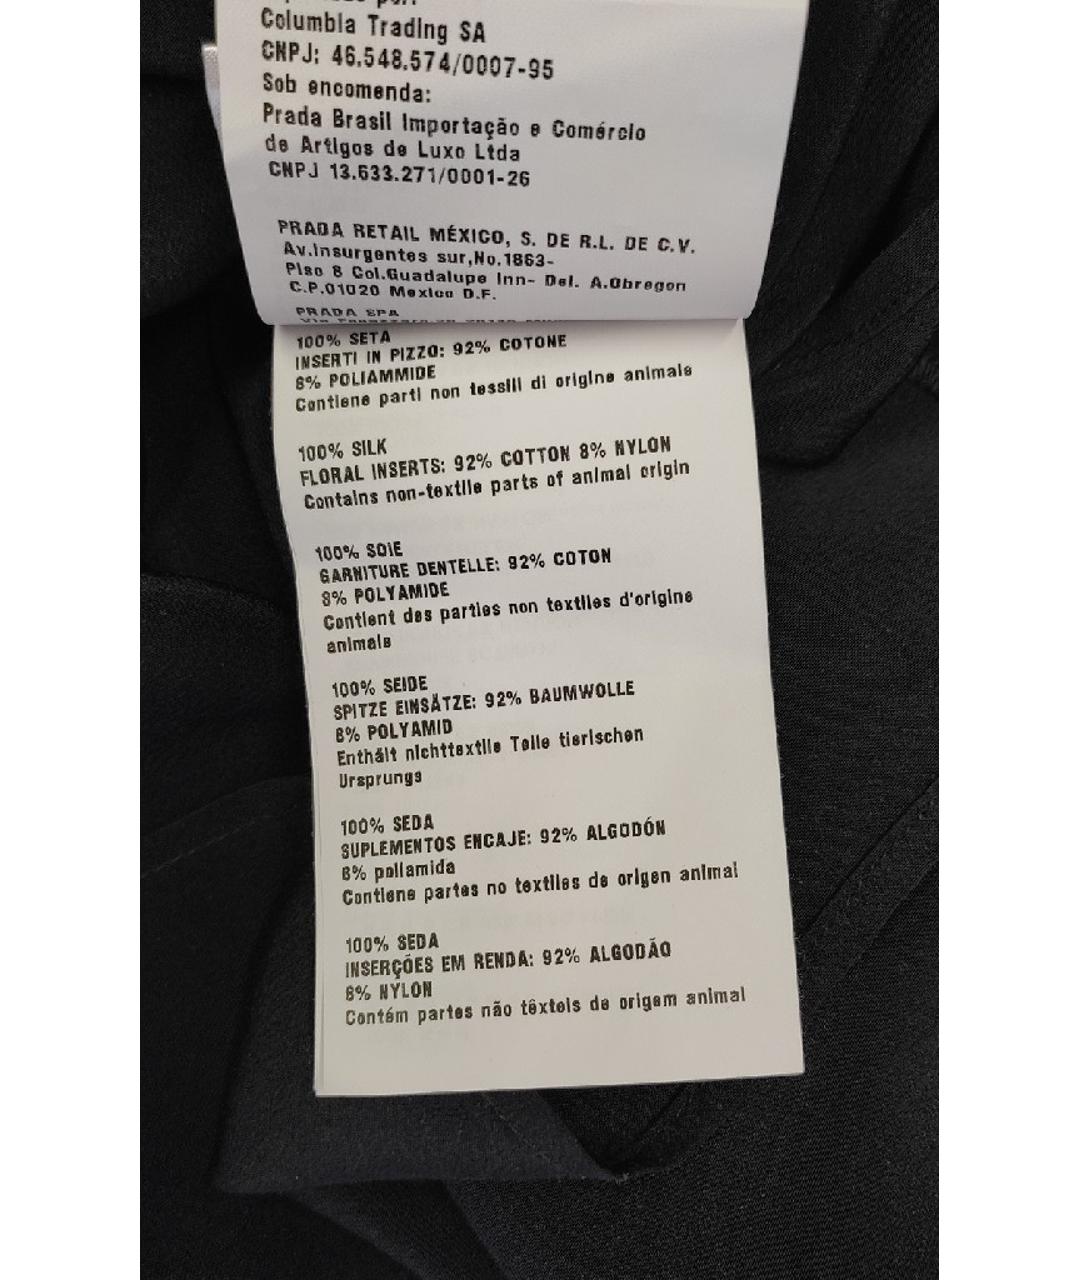 Columbia Trading SA
CNPJ: 46.548.574/0007-95
Sob encomenda:
Prada Brasil Importação e Comércio
de Artigos de Luxo Ltda
CNPJ 13.633.271/0001-26
PRADA RETAIL MÉXICO, S. DE R.L. DE C.V.
Av.Insurgentes sur,No.1863-
Piso 8 Col.Guadalupe Inn- Del. A.Obregon
C.P.01020 Mexico D.F.
PRADA SPA
100% SETA
INSERTI IN PIZZO: 92% COTONE
8% POLIAMMIDE
Contiene parti non tessili di origine animale
100% SILK
FLORAL INSERTS: 92% COTTON 8% NYLON
Contains non-textile parts of animal origin
100% SOIE
GARNITURE DENTELLE: 92% COTON
8% POLYAMIDE
Contient des parties non textiles d'origine
animale
100% SEIDE
SPITZE EINSÄTZE: 92% BAUMWOLLE
8% POLYAMID
Enthält nichttextile Teile tierischen
Ursprungs
100% SEDA
SUPLEMENTOS ENCAJE: 92% ALGODÓN
8% poliamida
Contiene partes no textiles de origen animal
100% SEDA
INSERÇÕES EM RENDA: 92% ALGODÃO
8% NYLON
Contém partes não têxteis de origem animal